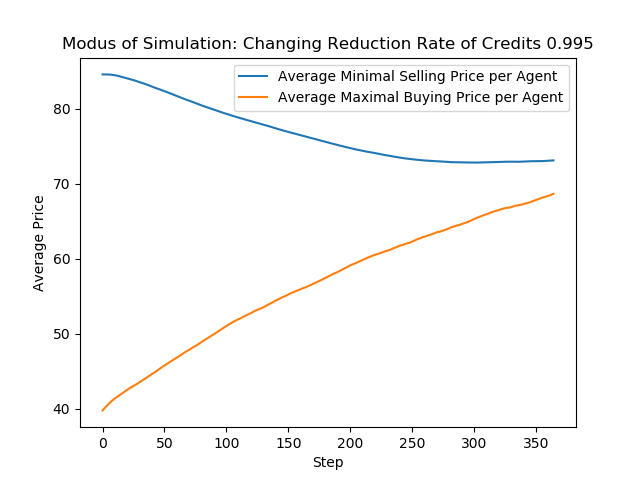 Modus of Simulation: Changing Reduction Rate of Credits 0.995
Average Minimal Selling Price per Agent
Average Maximal Buying Price per Agent
Average Price
80
70
60
50
40
0 50 100 150 200 250 300 350
Step